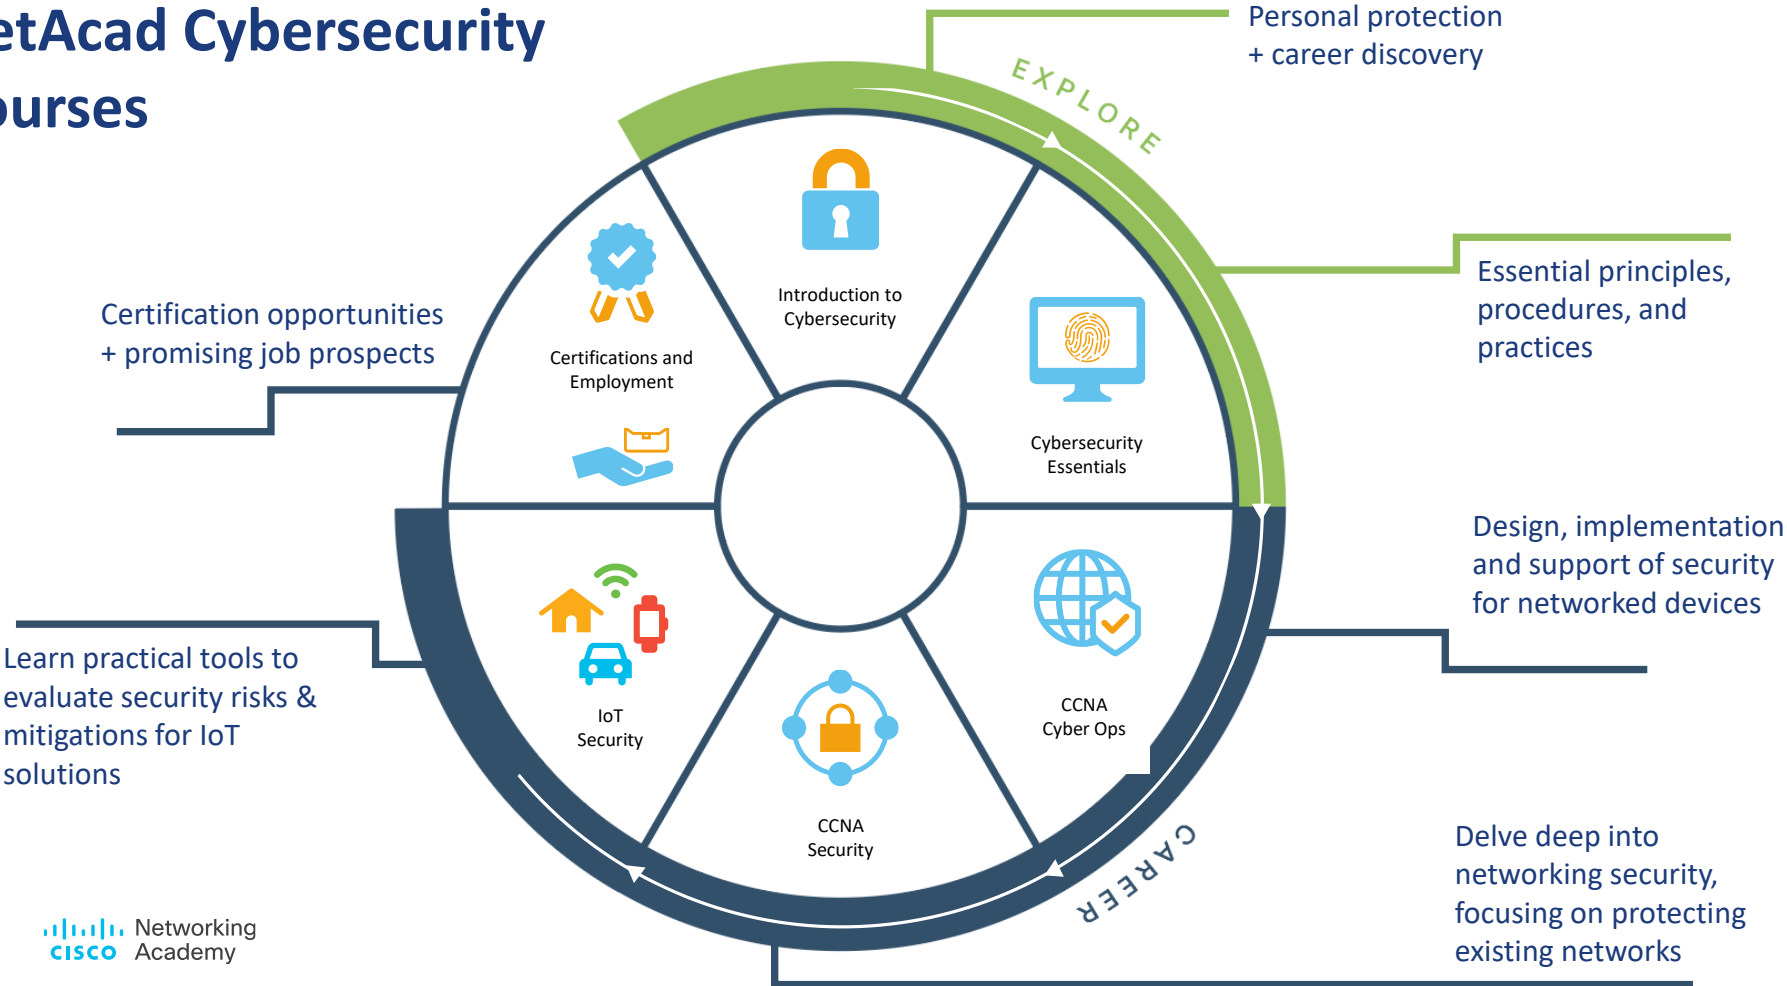 etAcad Cybersecurity
ourses
Personal protection
+ career discovery
EXPLORE
Introduction to
Cybersecurity
Essential principles,
procedures, and
practices
Certification opportunities
+ promising job prospects
Certifications and
Employment
Cybersecurity
Essentials
Design, implementation
and support of security
for networked devices
Learn practical tools to
evaluate security risks &
mitigations for IoT
solutions
IoT
Security
CCNA
Cyber Ops
CCNA
Security
CAREER
Delve deep into
networking security,
focusing on protecting
existing networks
CISCO
Networking
Academy